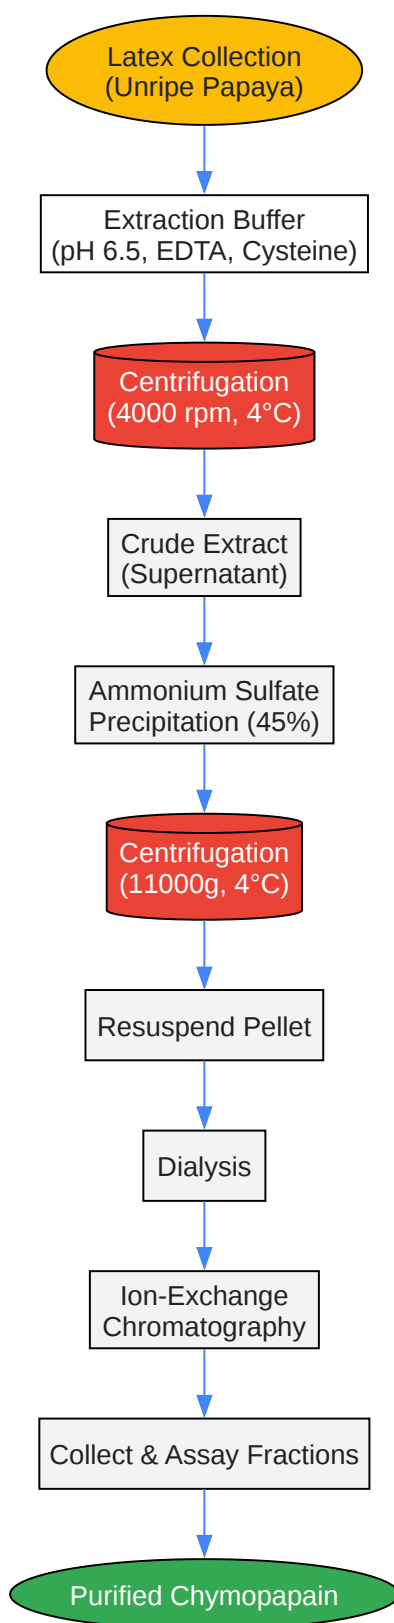 Latex Collection
(Unripe Papaya)
Extraction Buffer
(pH 6.5, EDTA, Cysteine)
Centrifugation
(4000 rpm, 4°C)
Crude Extract
(Supernatant)
Ammonium Sulfate
Precipitation (45%)
Centrifugation
(11000g, 4°C)
Resuspend Pellet
Dialysis
Ion-Exchange
Chromatography
Collect & Assay Fractions
Purified Chymopapain